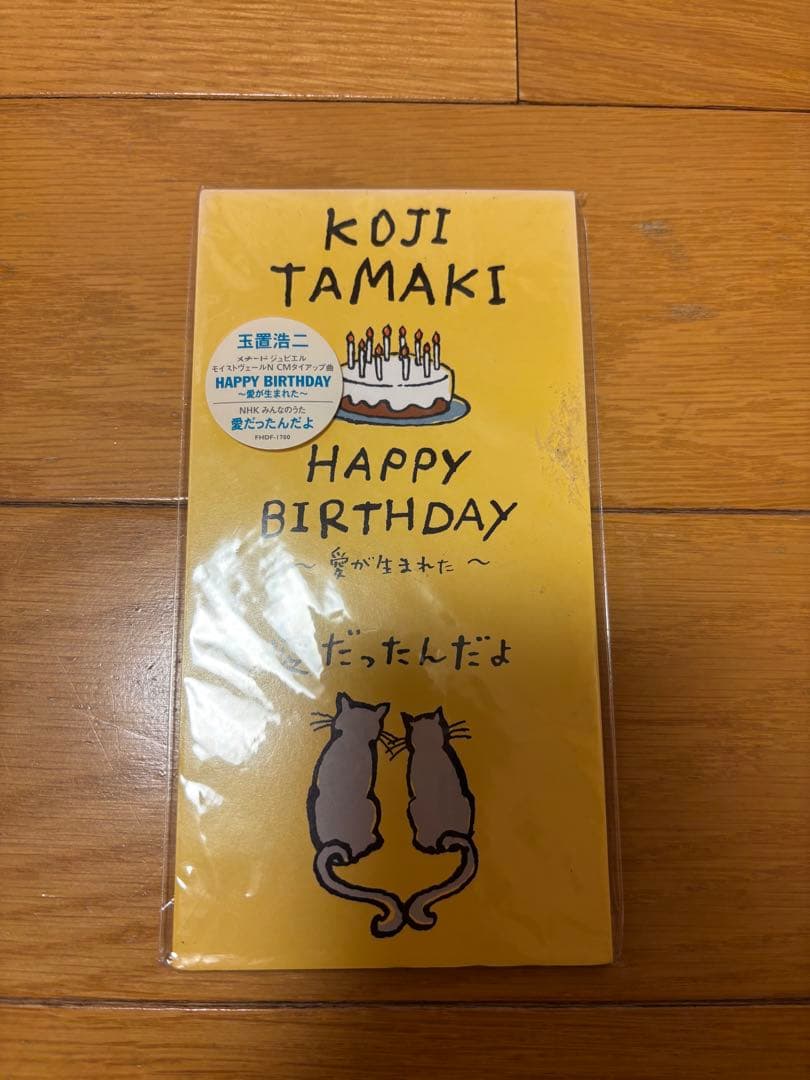 KOJI
TAMAKI
玉置浩二
メナード ジュピエル
モイストヴェールN CMタイアップ曲
HAPPY BIRTHDAY
〜愛が生まれた〜
NHK みんなのうた
愛だったんだよ
FHDF-1760
HAPPY
BIRTHDAY
〜 愛が生まれた 〜
だったんだよ